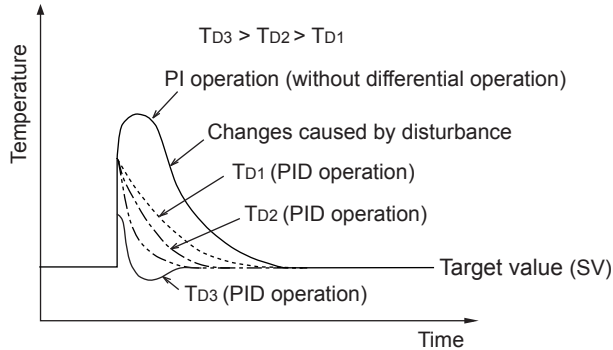 TD3 > TD2 > TD1
PI operation (without differential operation)
Changes caused by disturbance
TD1 (PID operation)
TD2 (PID operation)
Target value (SV)
TD3 (PID operation)
Temperature
Time